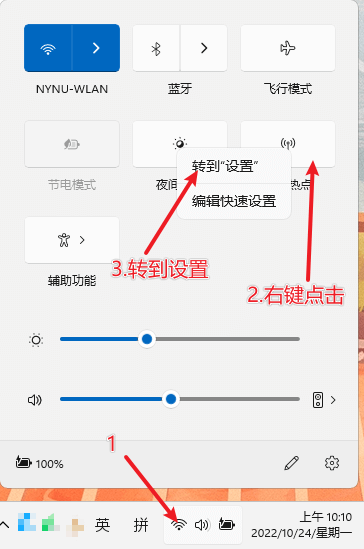 NYNU-WLAN
蓝牙
飞行模式
节电模式
夜间
热点
转到"设置"
编辑快速设置
3.转到设置
2.右键点击
辅助功能
100%
1
英
拼
上午 10:10
2022/10/24/星期一